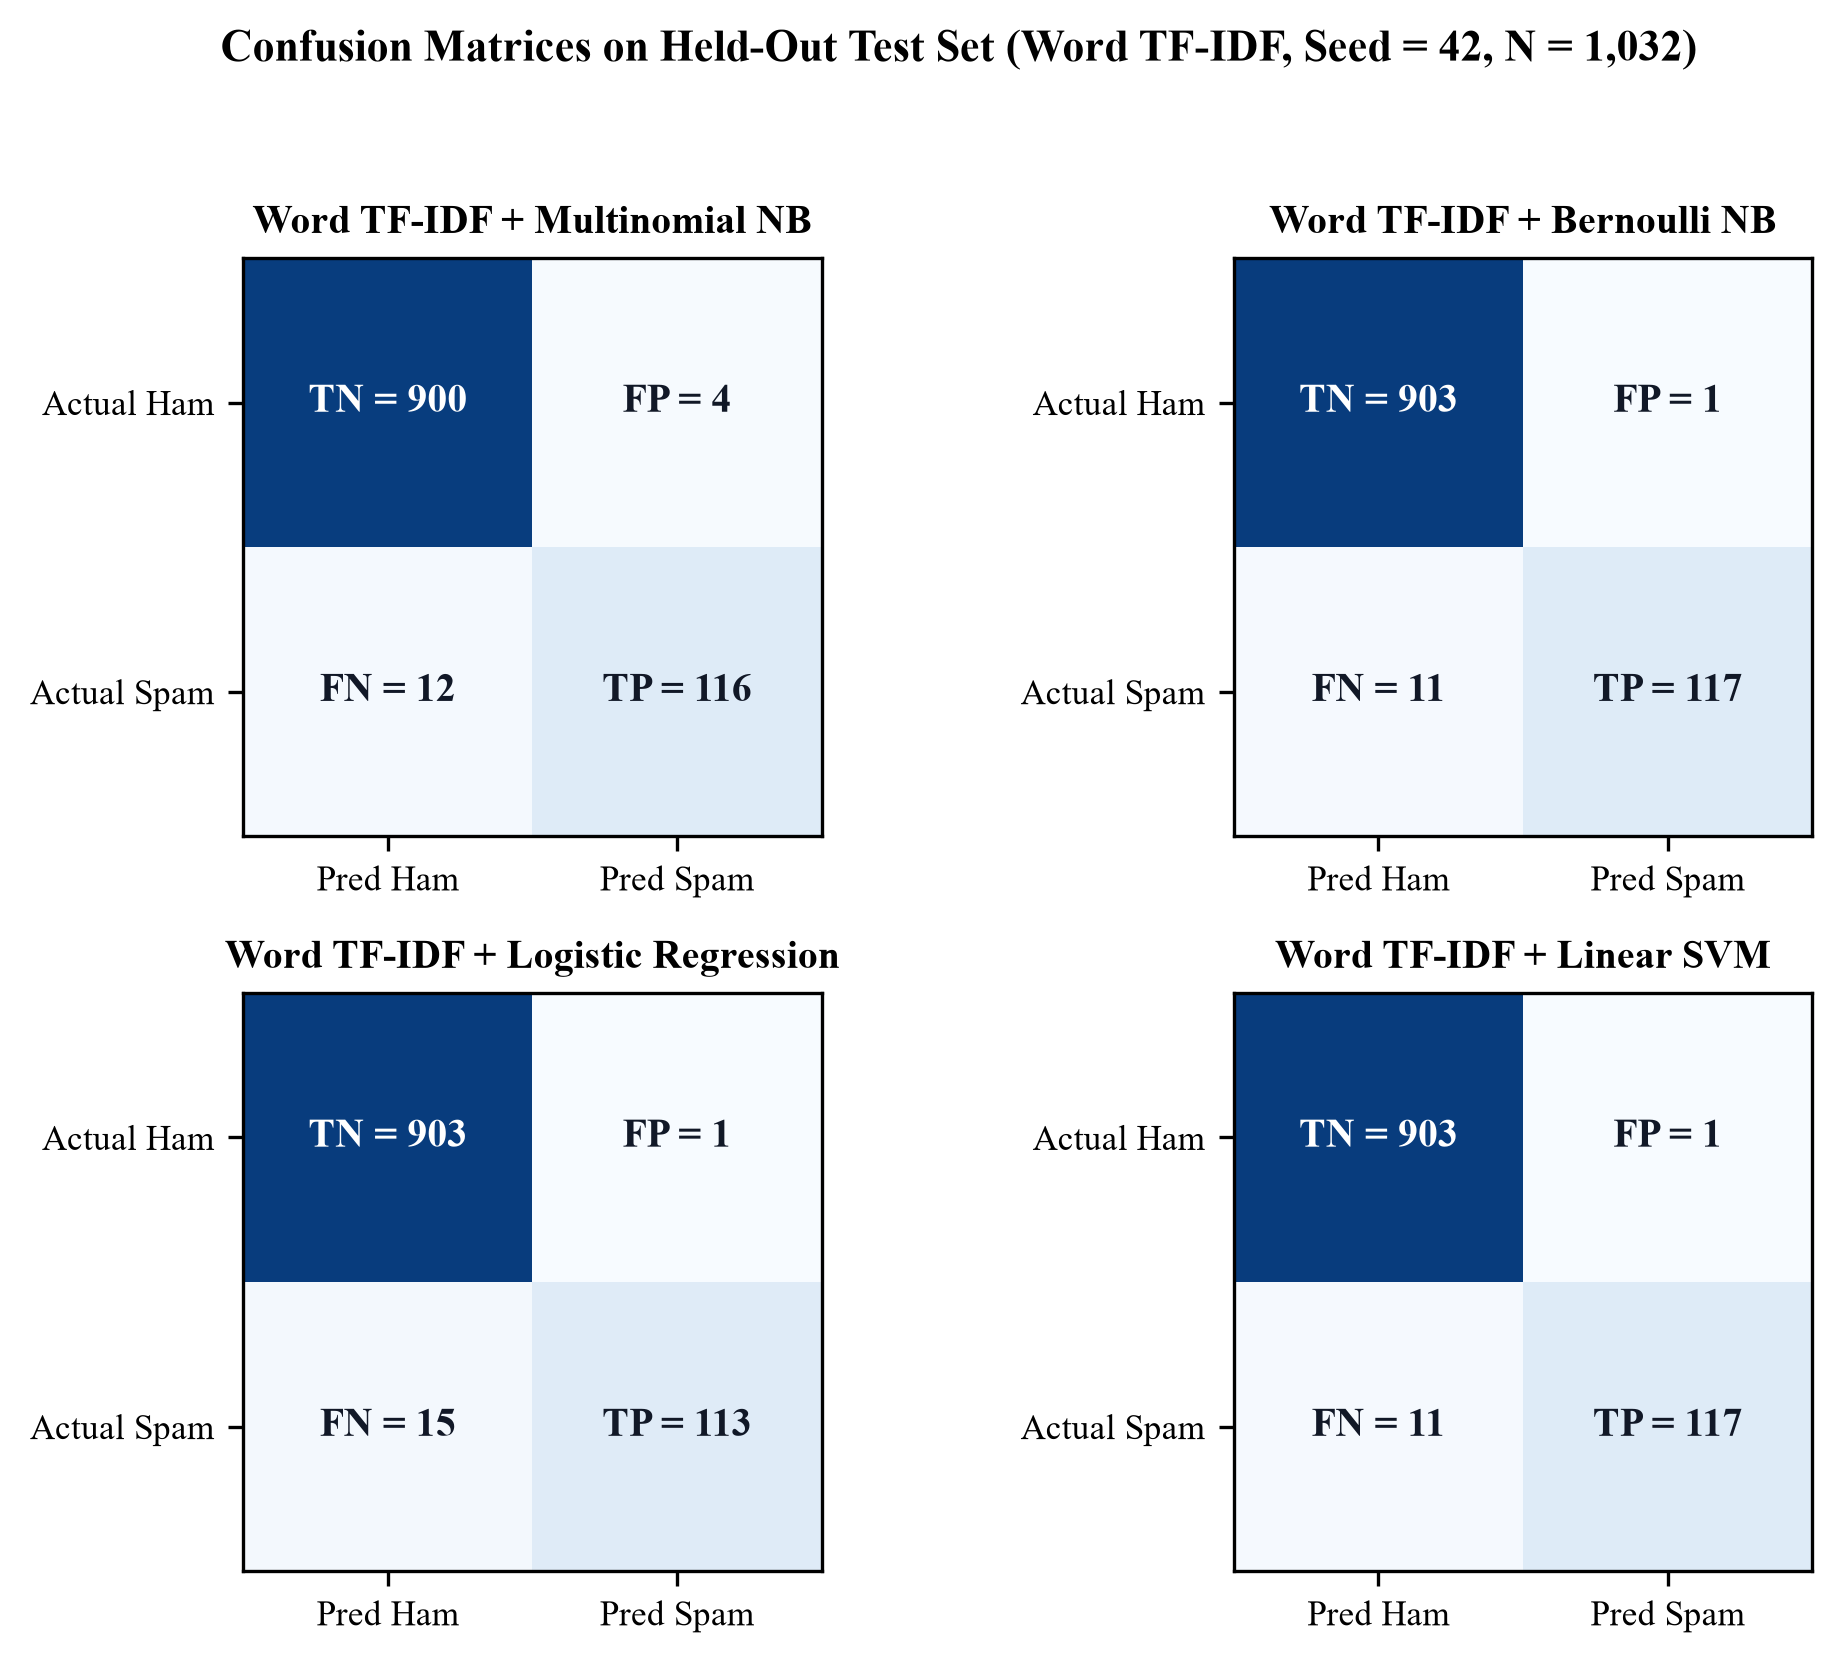 Confusion Matrices on Held-Out Test Set (Word TF-IDF, Seed = 42, N = 1,032)
Word TF-IDF + Multinomial NB
Actual Ham
TN = 900
FP = 4
Actual Spam
FN = 12
TP = 116
Pred Ham
Pred Spam
Word TF-IDF + Bernoulli NB
Actual Ham
TN = 903
FP = 1
Actual Spam
FN = 11
TP = 117
Pred Ham
Pred Spam
Word TF-IDF + Logistic Regression
Actual Ham
TN = 903
FP = 1
Actual Spam
FN = 15
TP = 113
Pred Ham
Pred Spam
Word TF-IDF + Linear SVM
Actual Ham
TN = 903
FP = 1
Actual Spam
FN = 11
TP = 117
Pred Ham
Pred Spam